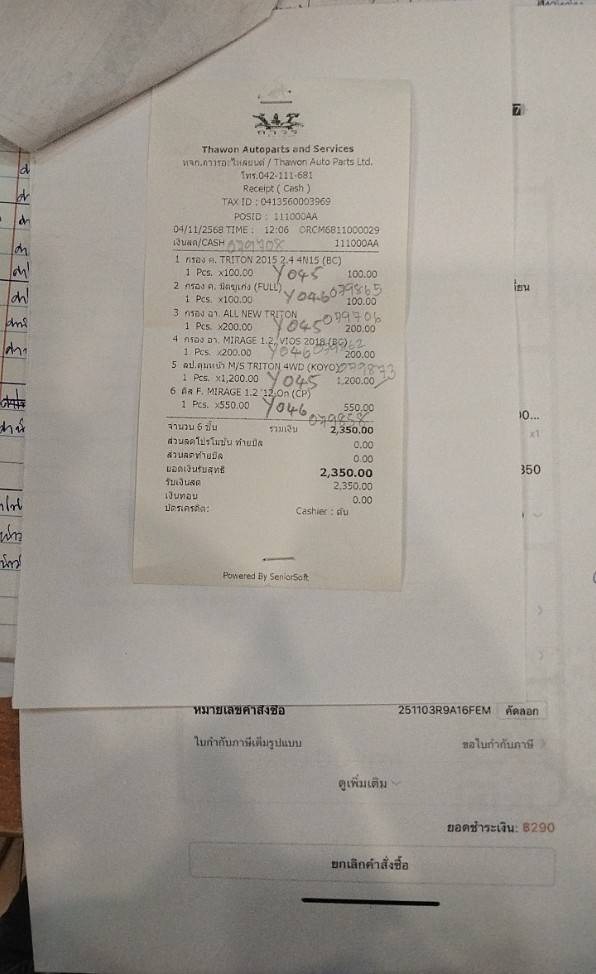 Thawon Autoparts and Services
หจก.ถาวรอะไหล่ยนต์ / Thawon Auto Parts Ltd.
โทร.042-111-681
Receipt ( Cash )
TAX ID : 0413560003969
POSID : 111000AA
04/11/2568 TIME : 12:06 ORCM6811000029
เงินสด/CASH 111000AA
1 กรอง ค. TRITON 2015 2.4 4N15 (BC)
1 Pcs. x100.00 Y045 100.00
2 กรอง ค. มิตซูเก๋ง (FULL) 079865
1 Pcs. x100.00 Y046 100.00
3 กรอง อา. ALL NEW TRITON 079706
1 Pcs. x200.00 Y045 200.00
4 กรอง อา. MIRAGE 1.2, VIOS 2018 (BC)
1 Pcs. x200.00 Y046 200.00
5 M/S TRITON 4WD (KOYO)
1 Pcs. x1,200.00 Y045 1,200.00
6 F. MIRAGE 1.2 '12-On (CP)
1 Pcs. x550.00 Y046 550.00
079858
จำนวน 6 ชิ้น รวมเงิน 2,350.00
ส่วนลดโปรโมชั่น ท้ายบิล 0.00
ส่วนลดท้ายบิล 0.00
ยอดเงินรับสุทธิ 2,350.00
รับเงินสด 2,350.00
เงินทอน 0.00
บัตรเครดิต:
Cashier : ตั้ม
Powered By SeniorSoft
7
0...
x1
350
หมายเลขคำสั่งซื้อ 251103R9A16FEM คัดลอก
ใบกำกับภาษีเต็มรูปแบบ ขอใบกำกับภาษี
ดูเพิ่มเติม
ยอดชำระเงิน: ฿290
ยกเลิกคำสั่งซื้อ